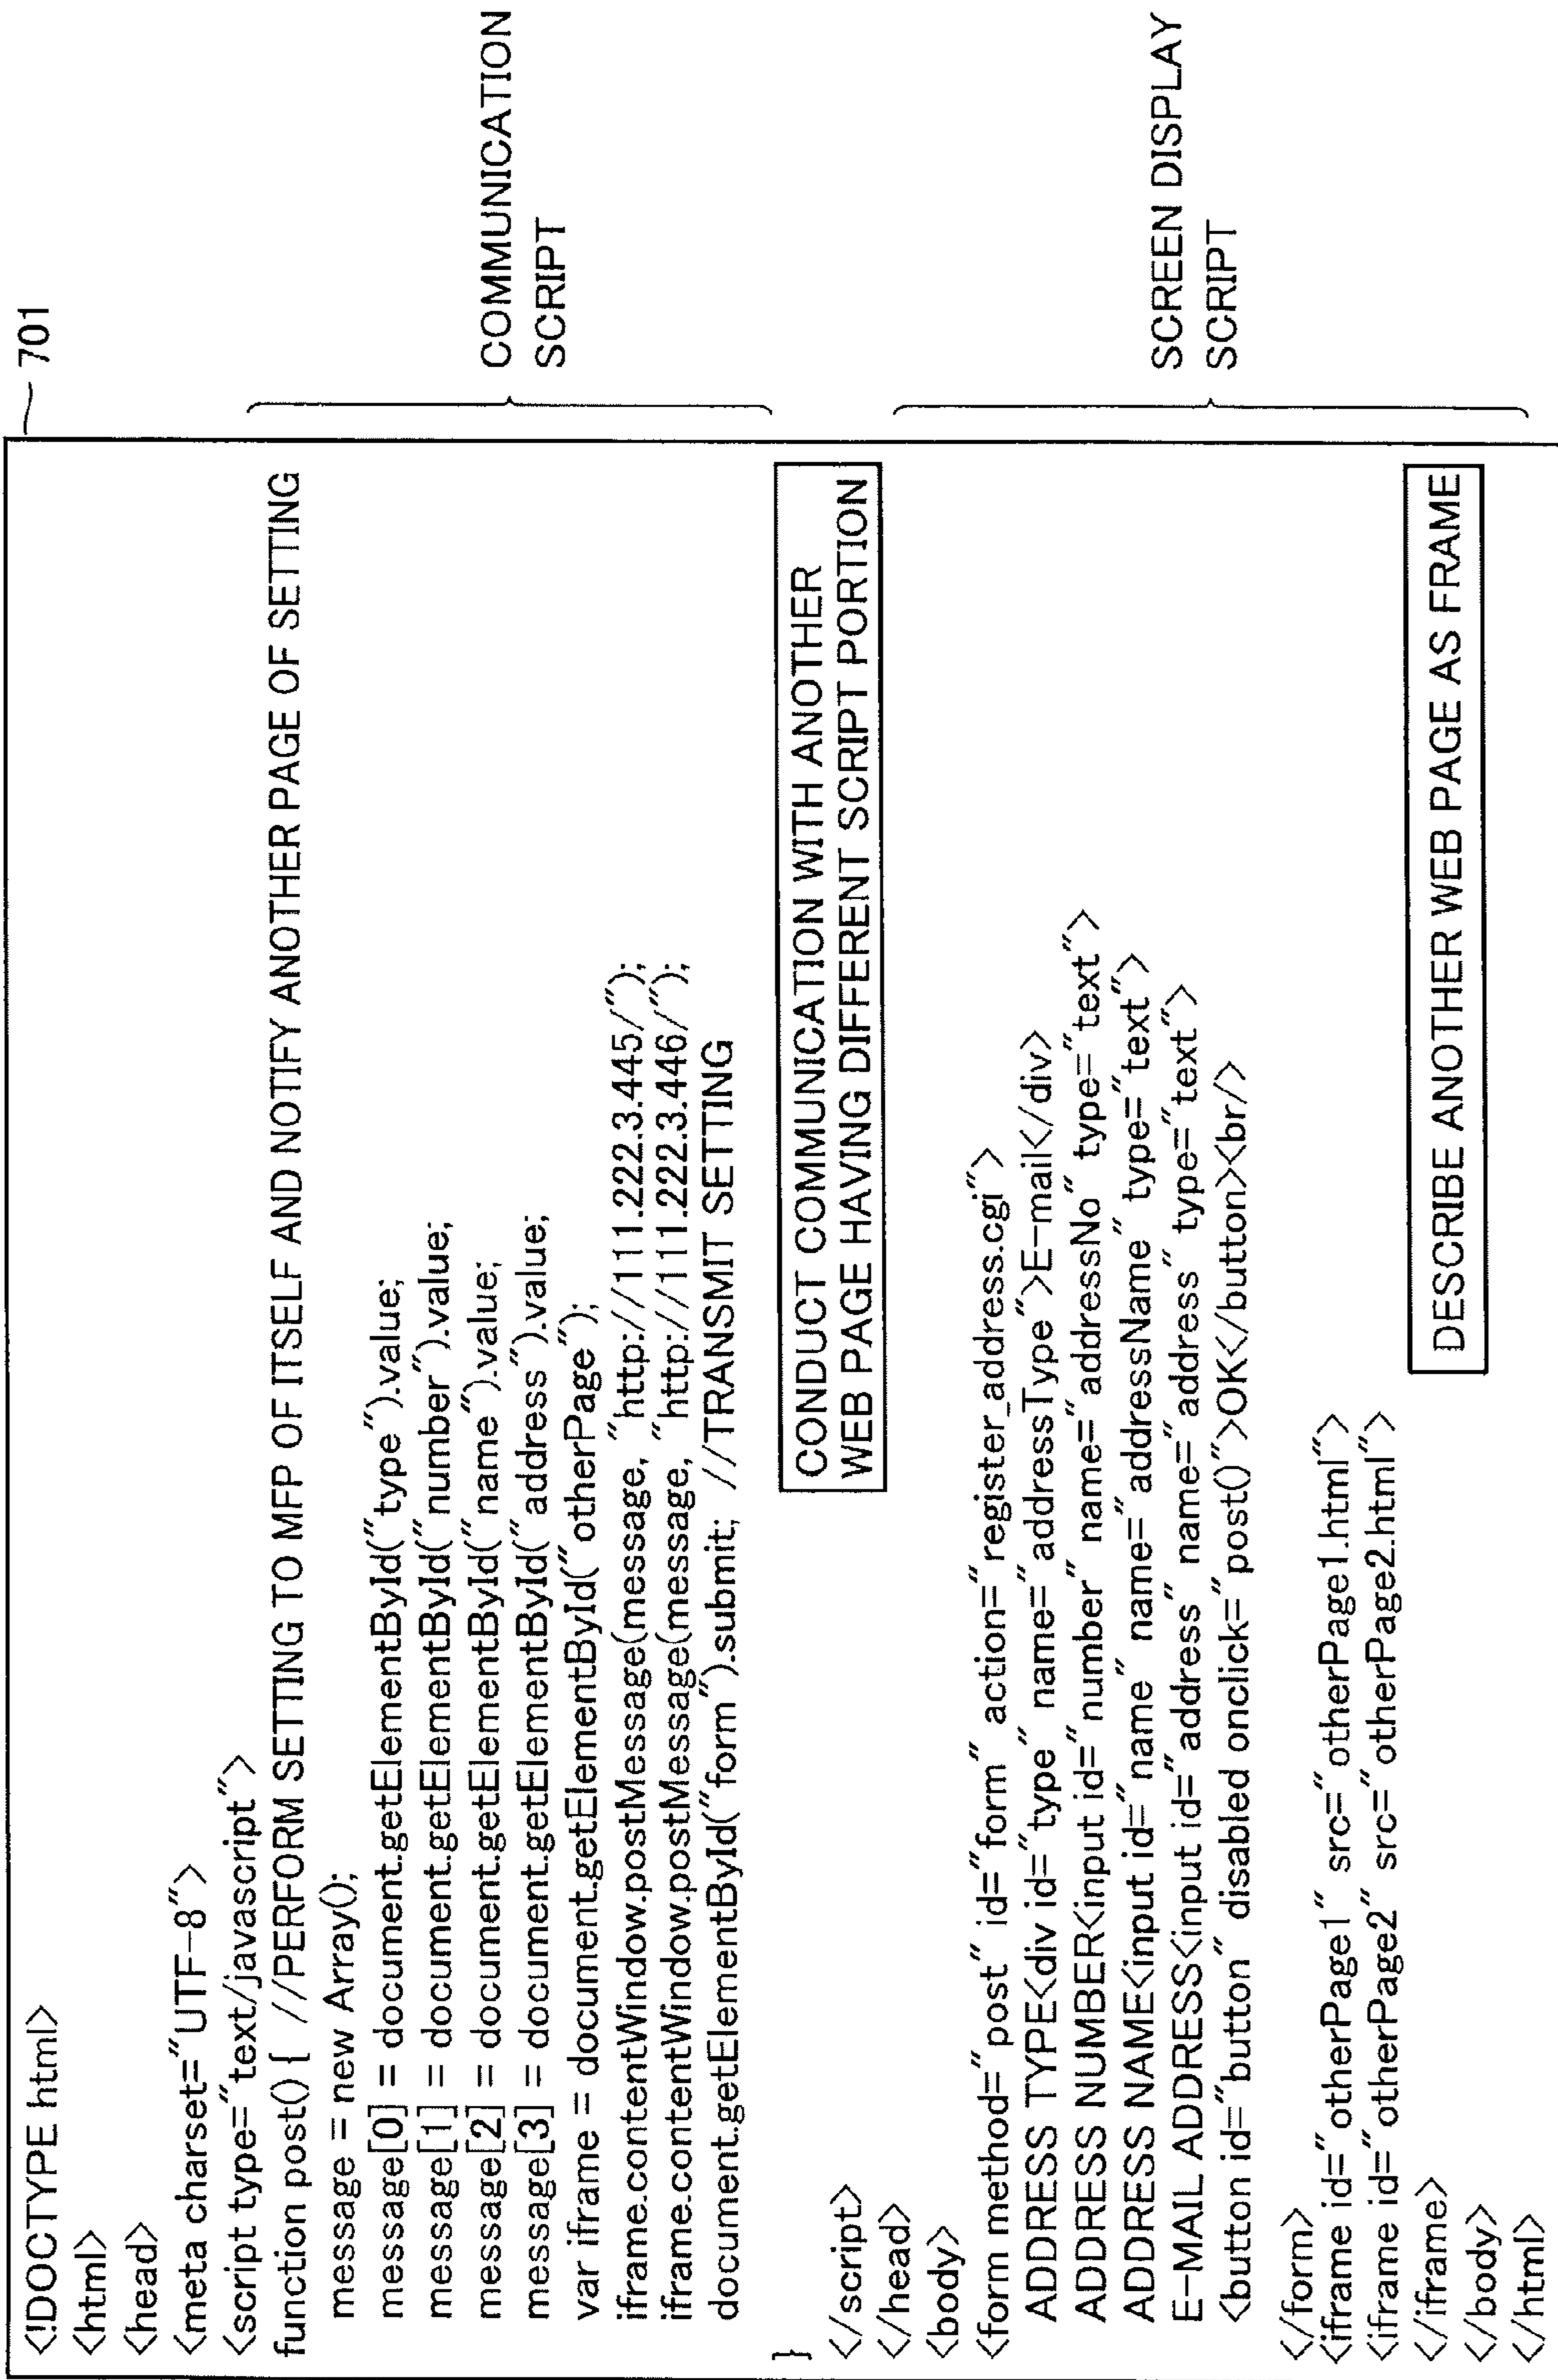 701
<!DOCTYPE html>
<html>
<head>
<meta charset="UTF-8">
<script type="text/javascript">
function post() { //PERFORM SETTING TO MFP OF ITSELF AND NOTIFY ANOTHER PAGE OF SETTING
message = new Array();
message[0] = document.getElementById("type").value;
message[1] = document.getElementById("number").value;
message[2] = document.getElementById("name").value;
message[3] = document.getElementById("address").value;
var iframe = document.getElementById("otherPage");
iframe.contentWindow.postMessage(message, "http://111.222.3.445/");
iframe.contentWindow.postMessage(message, "http://111.222.3.446/");
document.getElementById("form").submit; //TRANSMIT SETTING
COMMUNICATION
SCRIPT
CONDUCT COMMUNICATION WITH ANOTHER
WEB PAGE HAVING DIFFERENT SCRIPT PORTION
}
</script>
</head>
<body>
<form method="post" id="form" action="register_address.cgi">
ADDRESS TYPE<div id="type" name="addressType">E-mail</div>
ADDRESS NUMBER<input id="number" name="addressNo" type="text">
ADDRESS NAME<input id="name" name="addressName" type="text">
E-MAIL ADDRESS<input id="address" name="address" type="text">
<button id="button" disabled onclick="post()">OK</button><br/>
</form>
<iframe id="otherPage1" src="otherPage1.html">
<iframe id="otherPage2" src="otherPage2.html">
</iframe>
</body>
</html>
SCREEN DISPLAY
SCRIPT
DESCRIBE ANOTHER WEB PAGE AS FRAME